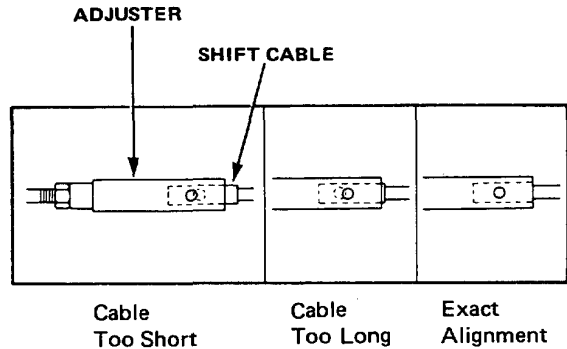 ADJUSTER
SHIFT CABLE
Cable
Too Short
Cable
Too Long
Exact
Alignment